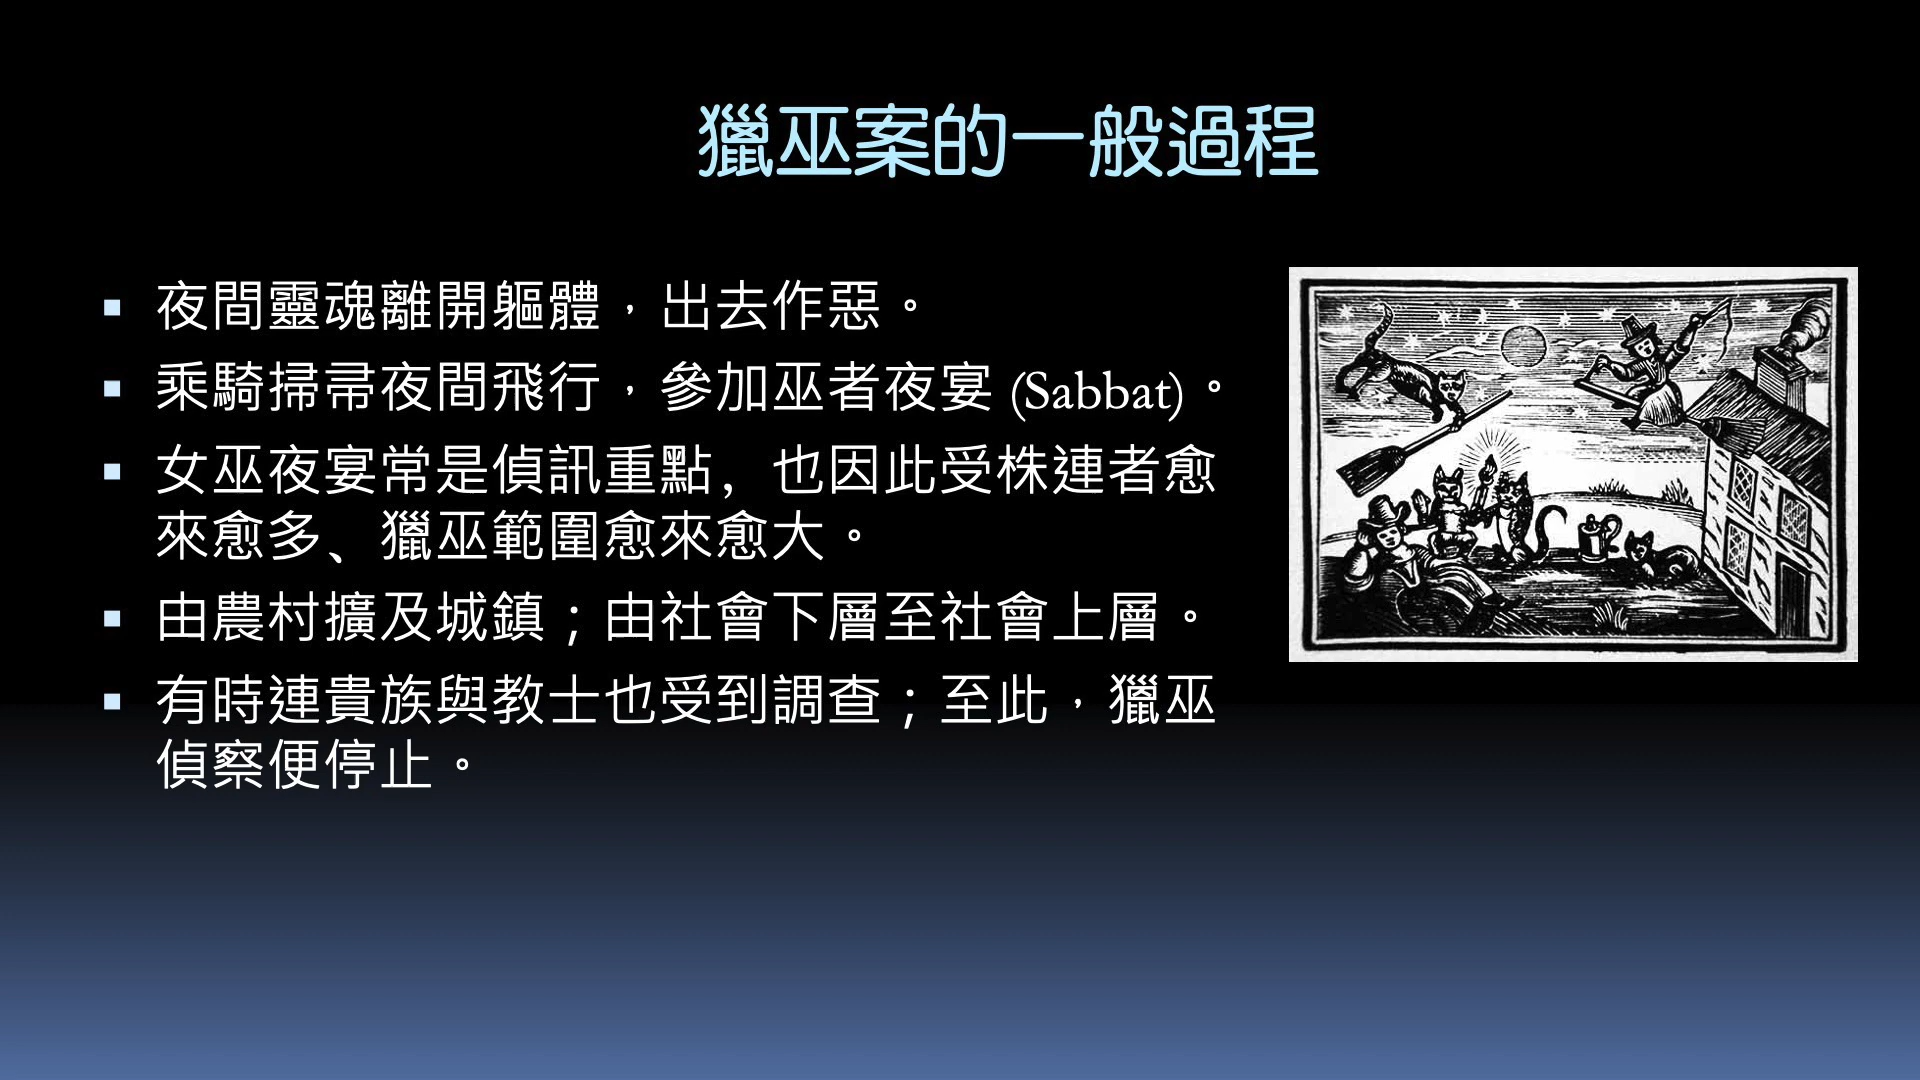 獵巫案的一般過程
夜間靈魂離開軀體，出去作惡。
乘騎掃帚夜間飛行，參加巫者夜宴 (Sabbat)。
女巫夜宴常是偵訊重點，也因此受株連者愈
來愈多、獵巫範圍愈來愈大。
由農村擴及城鎮；由社會下層至社會上層。
有時連貴族與教士也受到調查；至此，獵巫
偵察便停止。